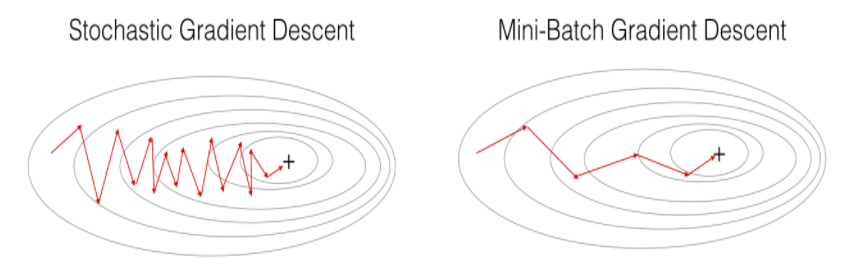 Stochastic Gradient Descent
Mini-Batch Gradient Descent